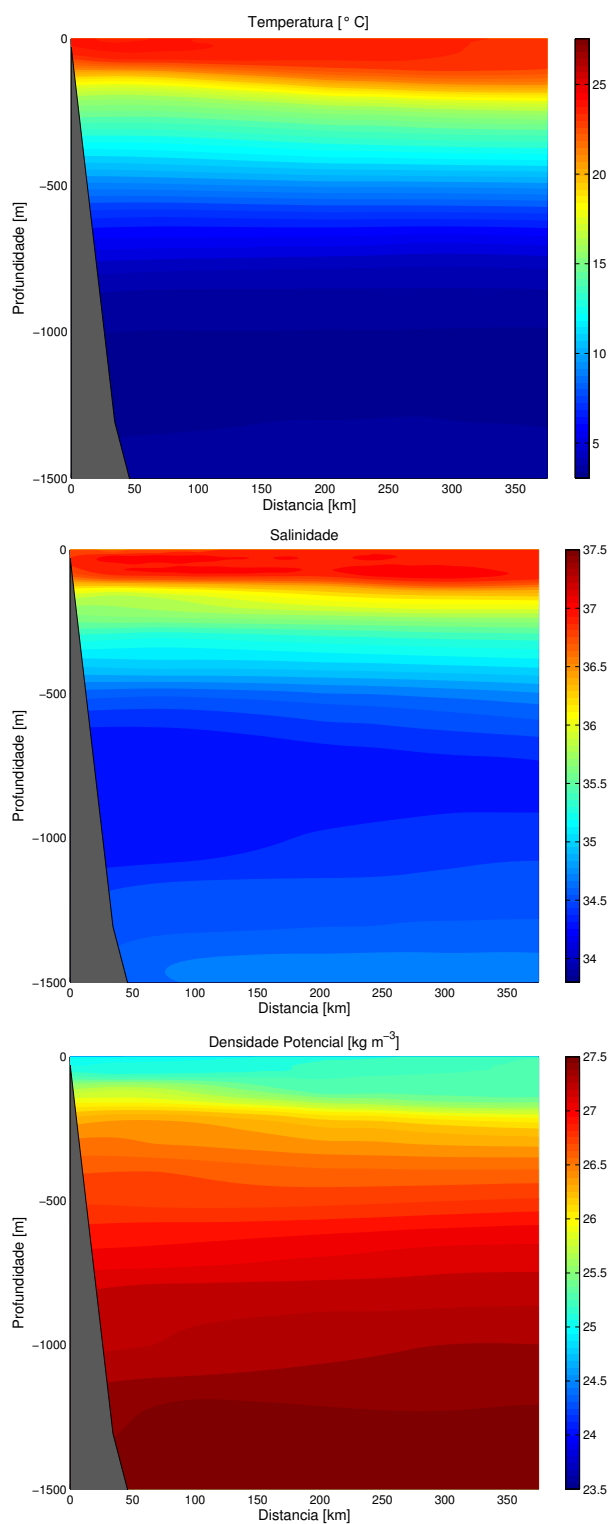 Temperatura [° C]
Profundidade [m]
0
−500
−1000
−1500
0 50 100 150 200 250 300 350
Distancia [km]
25
20
15
10
5
Salinidade
Profundidade [m]
0
−500
−1000
−1500
0 50 100 150 200 250 300 350
Distancia [km]
37.5
37
36.5
36
35.5
35
34.5
34
Densidade Potencial [kg m⁻³]
Profundidade [m]
0
−500
−1000
−1500
0 50 100 150 200 250 300 350
Distancia [km]
27.5
27
26.5
26
25.5
25
24.5
24
23.5